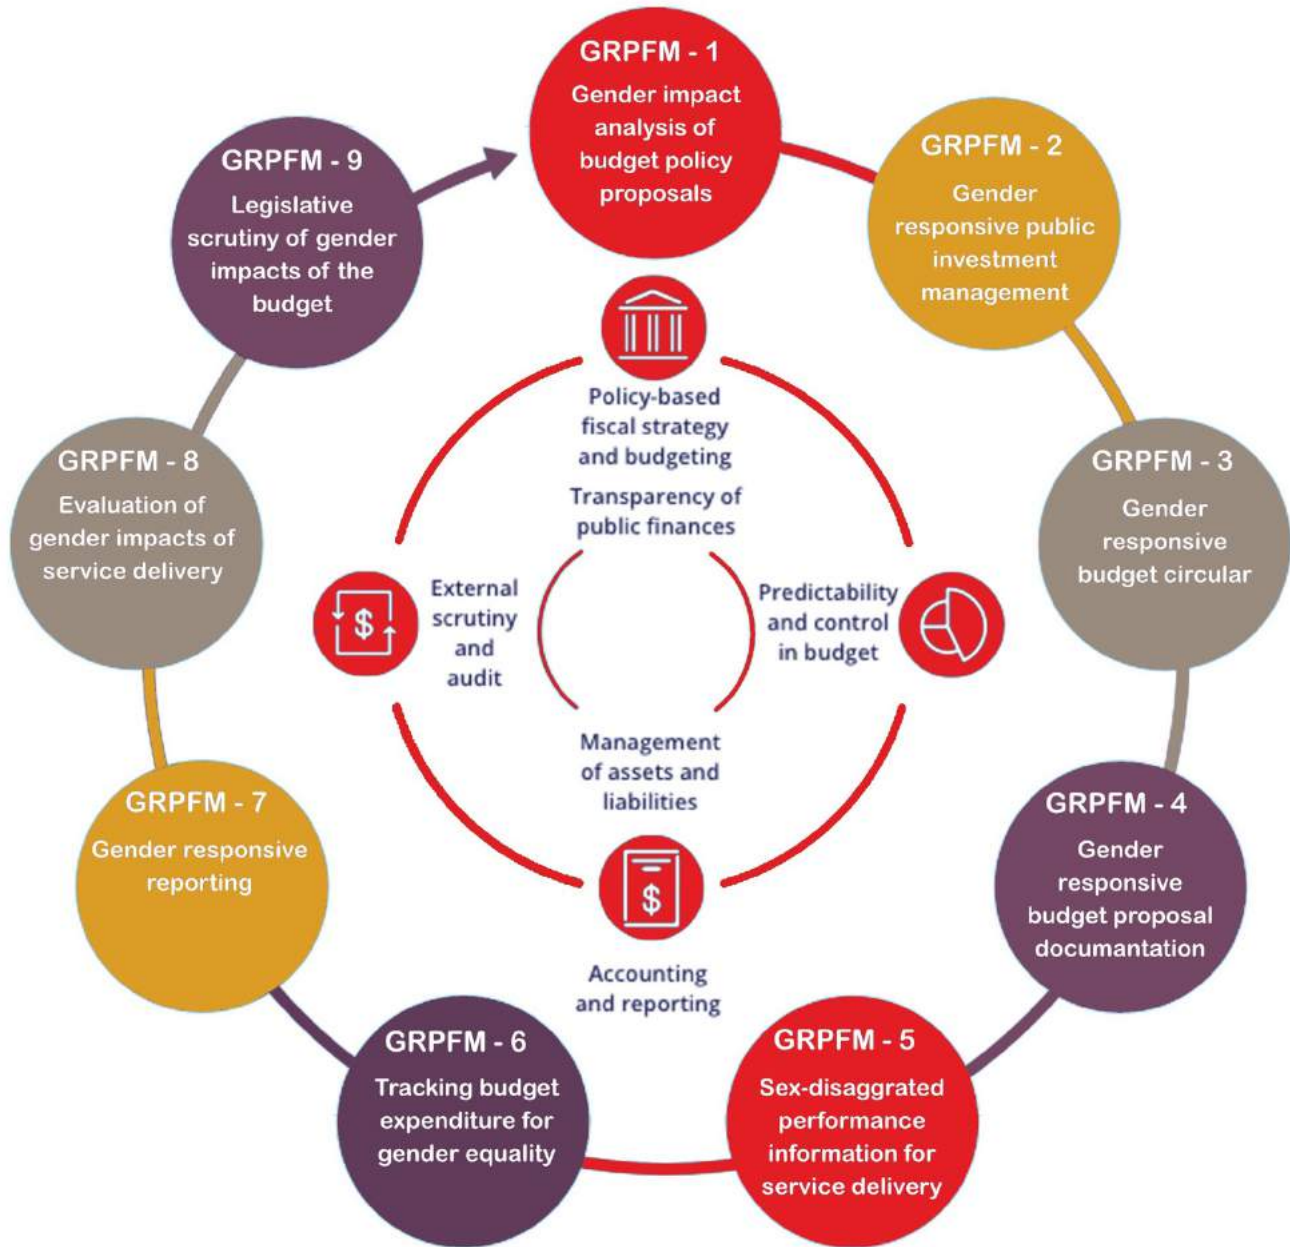 GRPFM - 1
Gender impact
analysis of
budget policy
proposals
GRPFM - 2
Gender
responsive public
investment
management
GRPFM - 3
Gender
responsive
budget circular
GRPFM - 4
Gender
responsive
budget proposal
documantation
GRPFM - 5
Sex-disaggrated
performance
information for
service delivery
GRPFM - 6
Tracking budget
expenditure for
gender equality
GRPFM - 7
Gender responsive
reporting
GRPFM - 8
Evaluation of
gender impacts of
service delivery
GRPFM - 9
Legislative
scrutiny of gender
impacts of the
budget
Policy-based
fiscal strategy
and budgeting
Transparency of
public finances
Predictability
and control
in budget
Management
of assets and
liabilities
Accounting
and reporting
External
scrutiny
and
audit
$
$